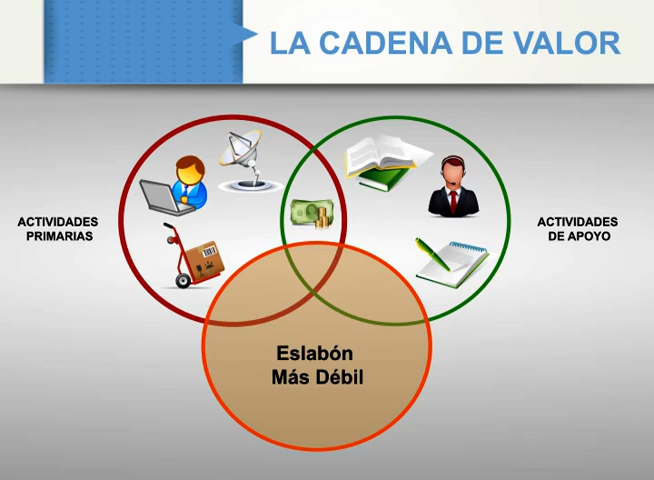 LA CADENA DE VALOR
ACTIVIDADES
PRIMARIAS
ACTIVIDADES
DE APOYO
Eslabón
Más Débil